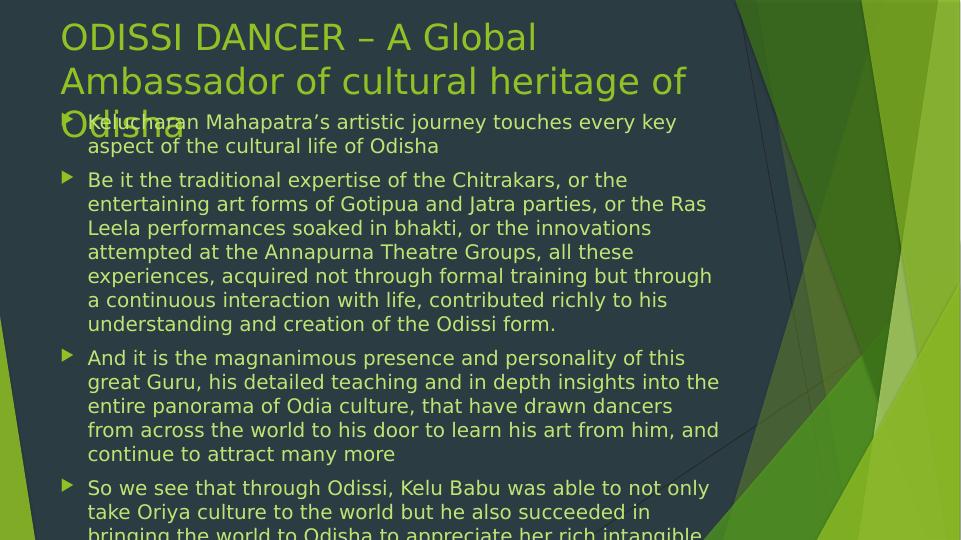 ODISSI DANCER – A Global
Ambassador of cultural heritage of
Odisha
Kelucharan Mahapatra’s artistic journey touches every key
aspect of the cultural life of Odisha
Be it the traditional expertise of the Chitrakars, or the
entertaining art forms of Gotipua and Jatra parties, or the Ras
Leela performances soaked in bhakti, or the innovations
attempted at the Annapurna Theatre Groups, all these
experiences, acquired not through formal training but through
a continuous interaction with life, contributed richly to his
understanding and creation of the Odissi form.
And it is the magnanimous presence and personality of this
great Guru, his detailed teaching and in depth insights into the
entire panorama of Odia culture, that have drawn dancers
from across the world to his door to learn his art from him, and
continue to attract many more
So we see that through Odissi, Kelu Babu was able to not only
take Oriya culture to the world but he also succeeded in
bringing the world to Odisha to appreciate her rich intangible